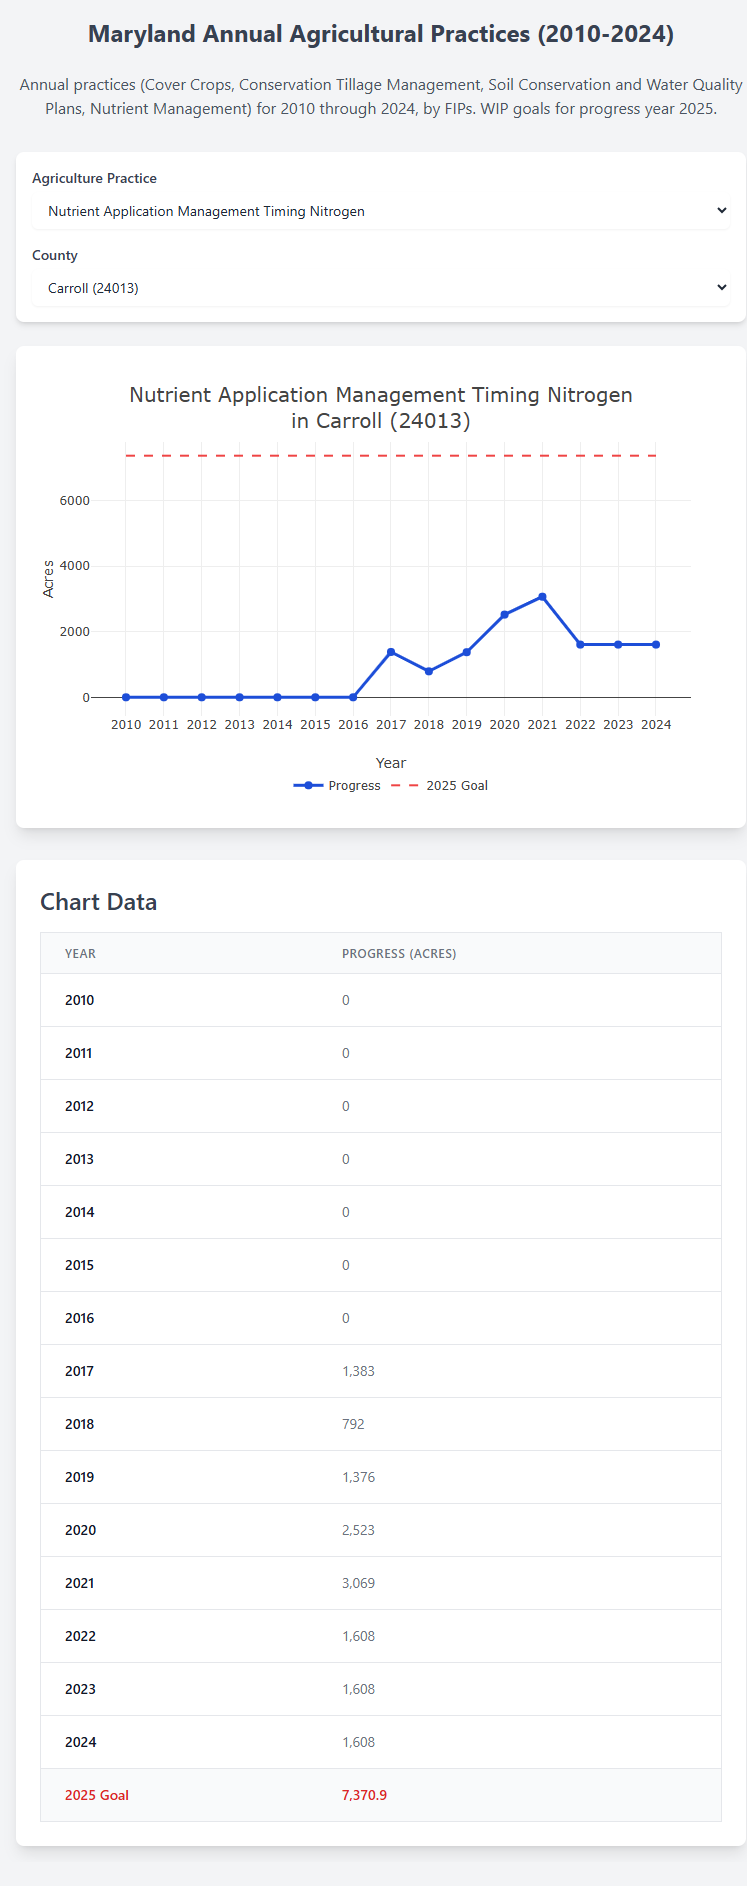 Maryland Annual Agricultural Practices (2010-2024)
Annual practices (Cover Crops, Conservation Tillage Management, Soil Conservation and Water Quality
Plans, Nutrient Management) for 2010 through 2024, by FIPs. WIP goals for progress year 2025.
Agriculture Practice
Nutrient Application Management Timing Nitrogen
County
Carroll (24013)
Nutrient Application Management Timing Nitrogen
in Carroll (24013)
6000
4000
2000
0
Acres
2010 2011 2012 2013 2014 2015 2016 2017 2018 2019 2020 2021 2022 2023 2024
Year
Progress 2025 Goal
Chart Data
YEAR PROGRESS (ACRES)
2010 0
2011 0
2012 0
2013 0
2014 0
2015 0
2016 0
2017 1,383
2018 792
2019 1,376
2020 2,523
2021 3,069
2022 1,608
2023 1,608
2024 1,608
2025 Goal 7,370.9